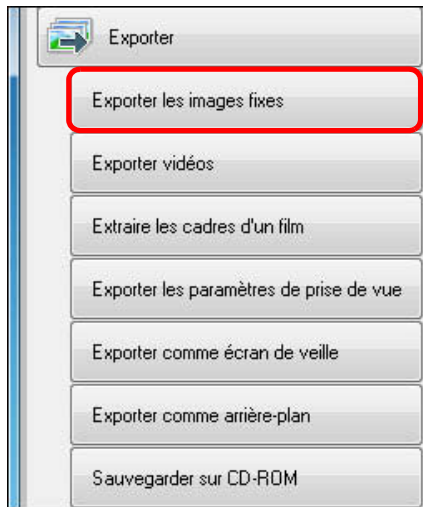 Exporter
Exporter les images fixes
Exporter vidéos
Extraire les cadres d'un film
Exporter les paramètres de prise de vue
Exporter comme écran de veille
Exporter comme arrière-plan
Sauvegarder sur CD-ROM